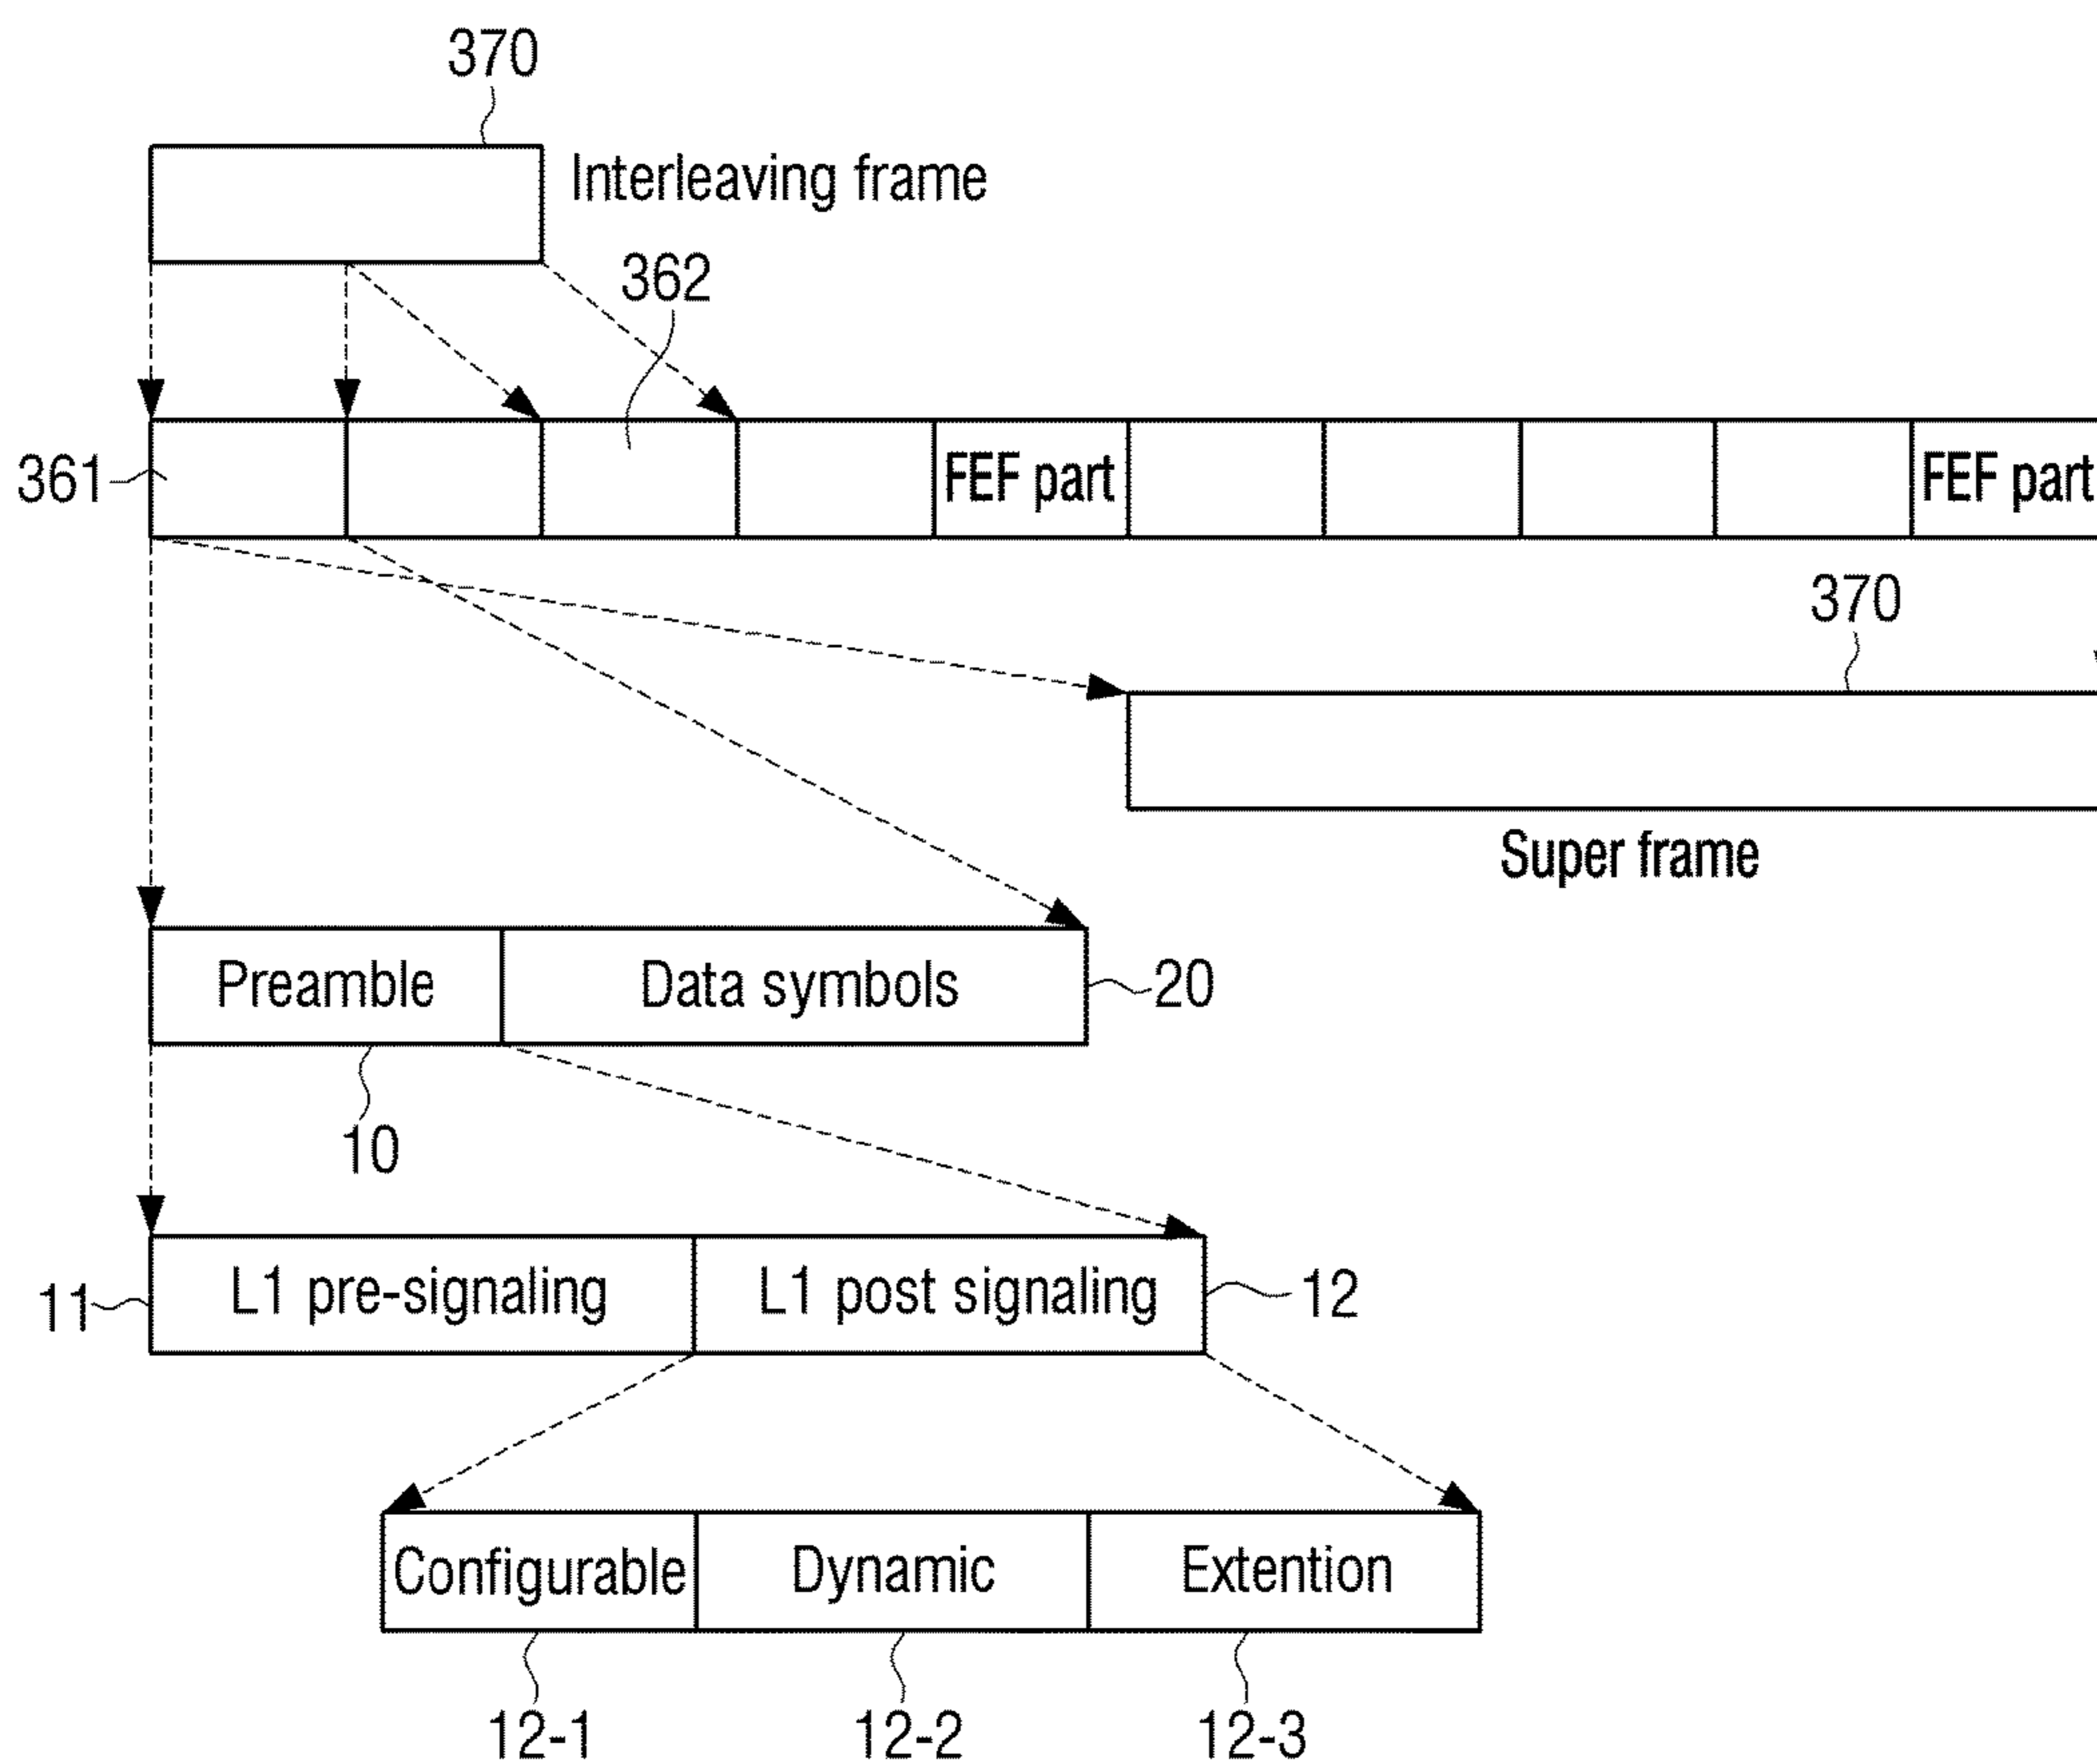 370
Interleaving frame
362
361
FEF part
FEF part
370
Super frame
Preamble
Data symbols
20
10
11
L1 pre-signaling
L1 post signaling
12
Configurable
Dynamic
Extention
12-1
12-2
12-3